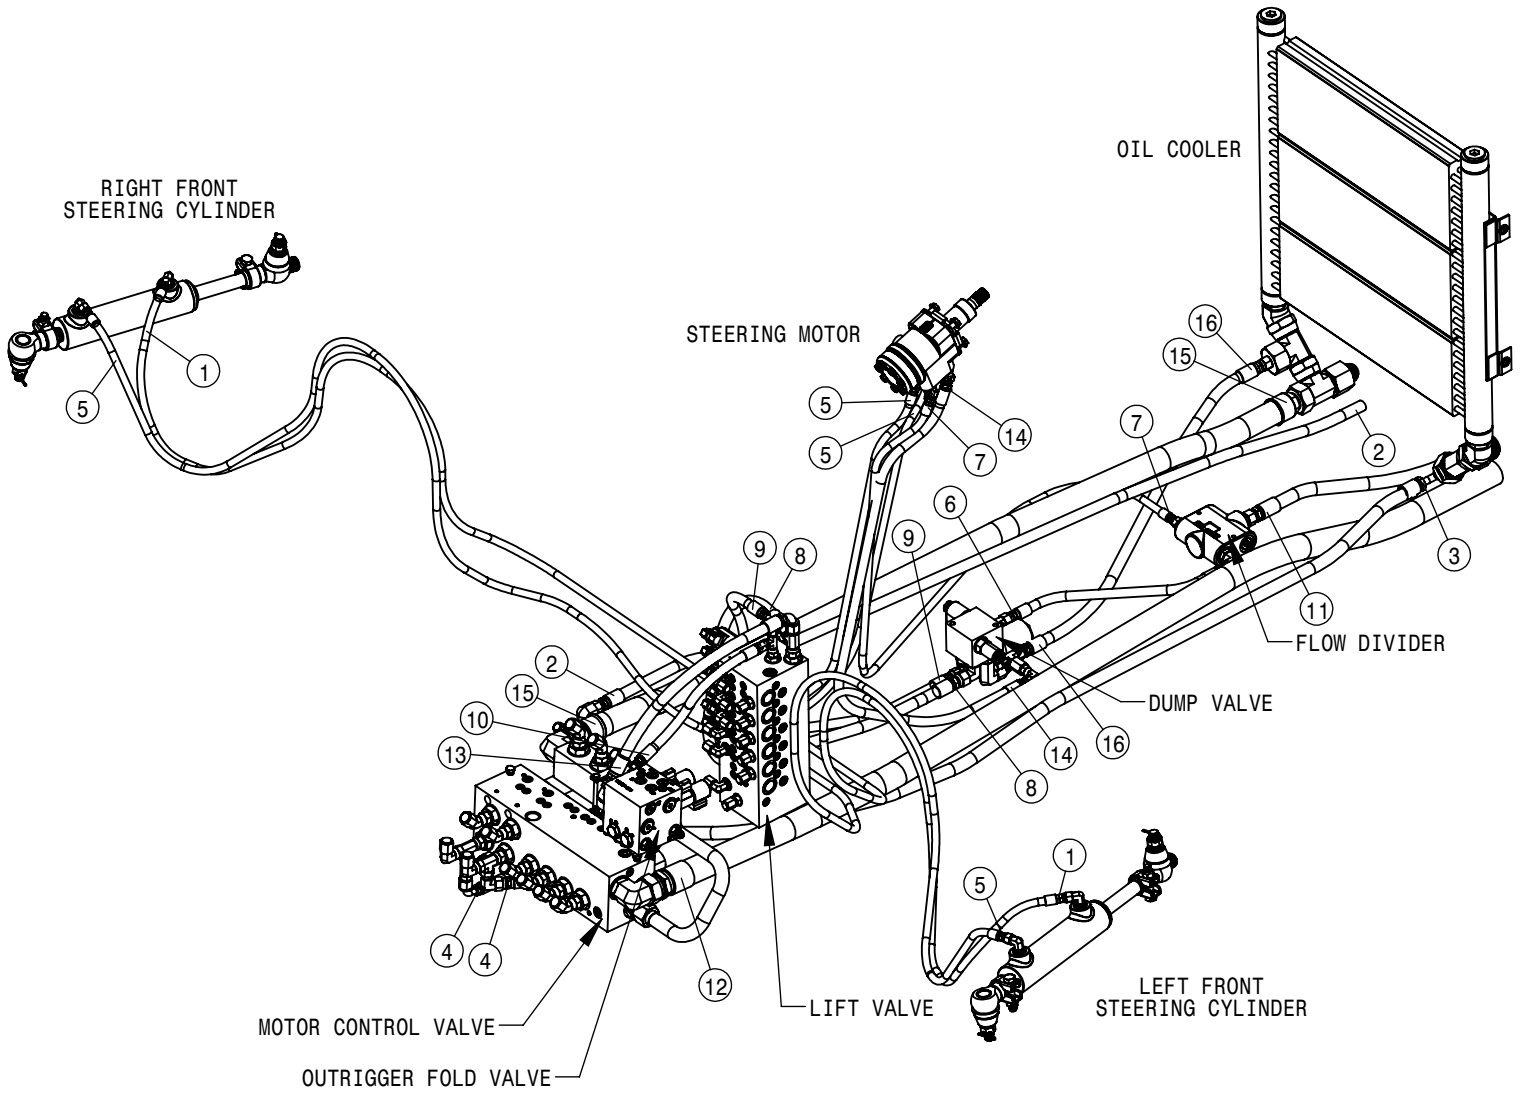 OIL COOLER
RIGHT FRONT
STEERING CYLINDER
STEERING MOTOR
16
15
1
5
5
5
14
7
7
2
6
9
9
8
3
11
FLOW DIVIDER
2
15
10
13
DUMP VALVE
14
16
8
1
5
4
4
12
LEFT FRONT
STEERING CYLINDER
LIFT VALVE
MOTOR CONTROL VALVE
OUTRIGGER FOLD VALVE